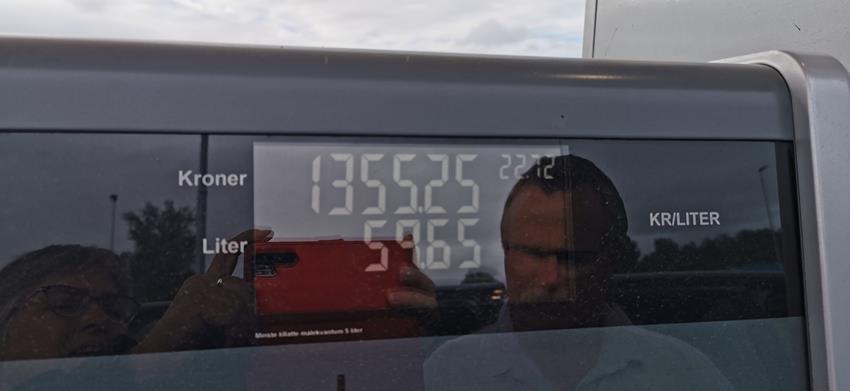 Kroner 1355.25 22.72
KR/LITER
Liter 59.65
Minste tillatte målekvantum 5 liter